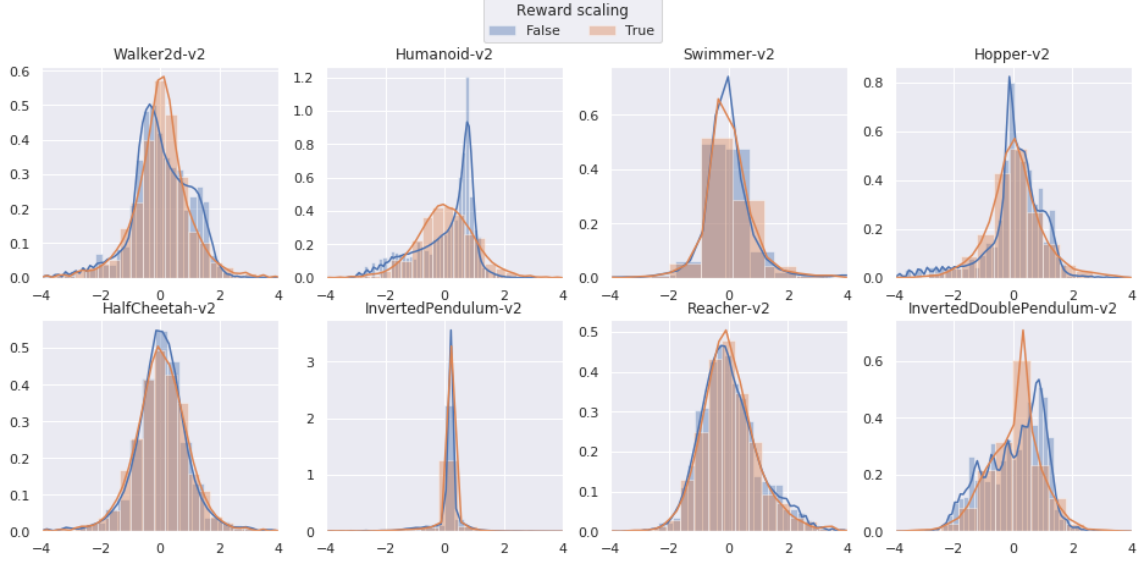 Reward scaling
False True
Walker2d-v2 Humanoid-v2 Swimmer-v2 Hopper-v2
0.6 0.5 0.4 0.3 0.2 0.1 0.0
−4 −2 0 2 4
1.2 1.0 0.8 0.6 0.4 0.2 0.0
−4 −2 0 2 4
0.6 0.4 0.2 0.0
−4 −2 0 2 4
0.8 0.6 0.4 0.2 0.0
−4 −2 0 2 4
HalfCheetah-v2 InvertedPendulum-v2 Reacher-v2 InvertedDoublePendulum-v2
0.5 0.4 0.3 0.2 0.1 0.0
−4 −2 0 2 4
3 2 1 0
−4 −2 0 2 4
0.5 0.4 0.3 0.2 0.1 0.0
−4 −2 0 2 4
0.6 0.4 0.2 0.0
−4 −2 0 2 4